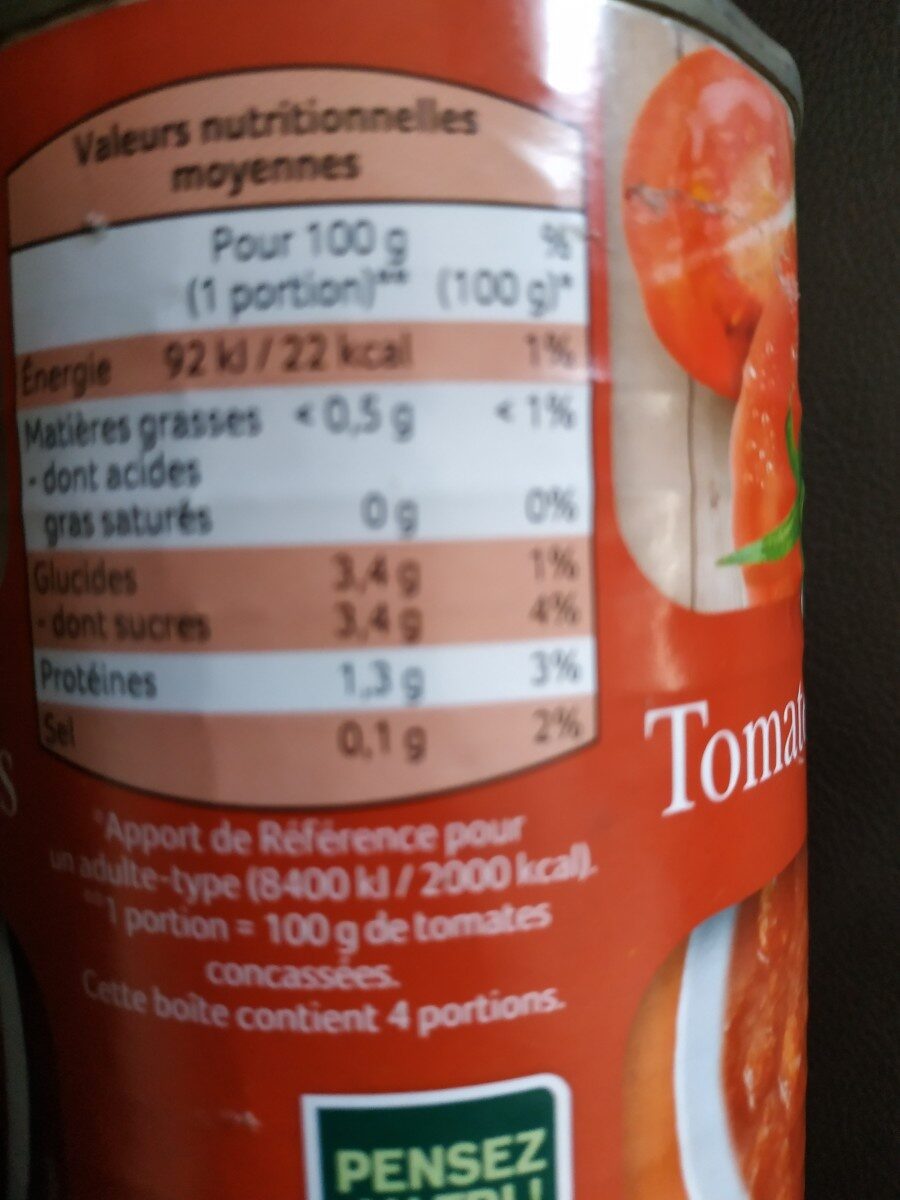 Valeurs nutritionnelles
moyennes
Pour 100 g %
(1 portion)** (100 g)*
Énergie 92 kJ / 22 kcal 1%
Matières grasses < 0,5 g < 1%
- dont acides
gras saturés 0 g 0%
Glucides 3,4 g 1%
- dont sucres 3,4 g 4%
Protéines 1,3 g 3%
Sel 0,1 g 2%
*Apport de Référence pour
un adulte-type (8400 kJ / 2000 kcal).
**1 portion = 100 g de tomates
concassées.
Cette boîte contient 4 portions.
Tomat
PENSEZ